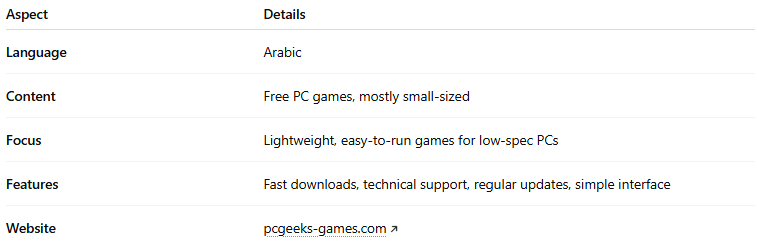 Aspect Details
Language Arabic
Content Free PC games, mostly small-sized
Focus Lightweight, easy-to-run games for low-spec PCs
Features Fast downloads, technical support, regular updates, simple interface
Website pcgeeks-games.com ↗